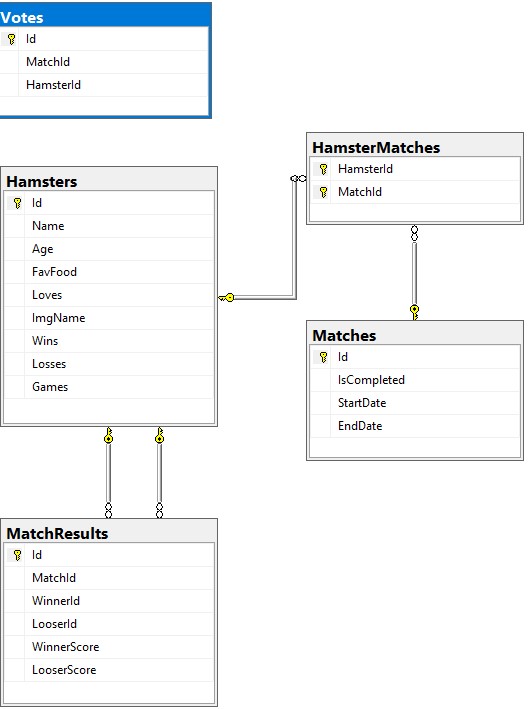 Votes
Id
MatchId
HamsterId
HamsterMatches
HamsterId
MatchId
Hamsters
Id
Name
Age
FavFood
Loves
ImgName
Wins
Losses
Games
Matches
Id
IsCompleted
StartDate
EndDate
MatchResults
Id
MatchId
WinnerId
LooserId
WinnerScore
LooserScore